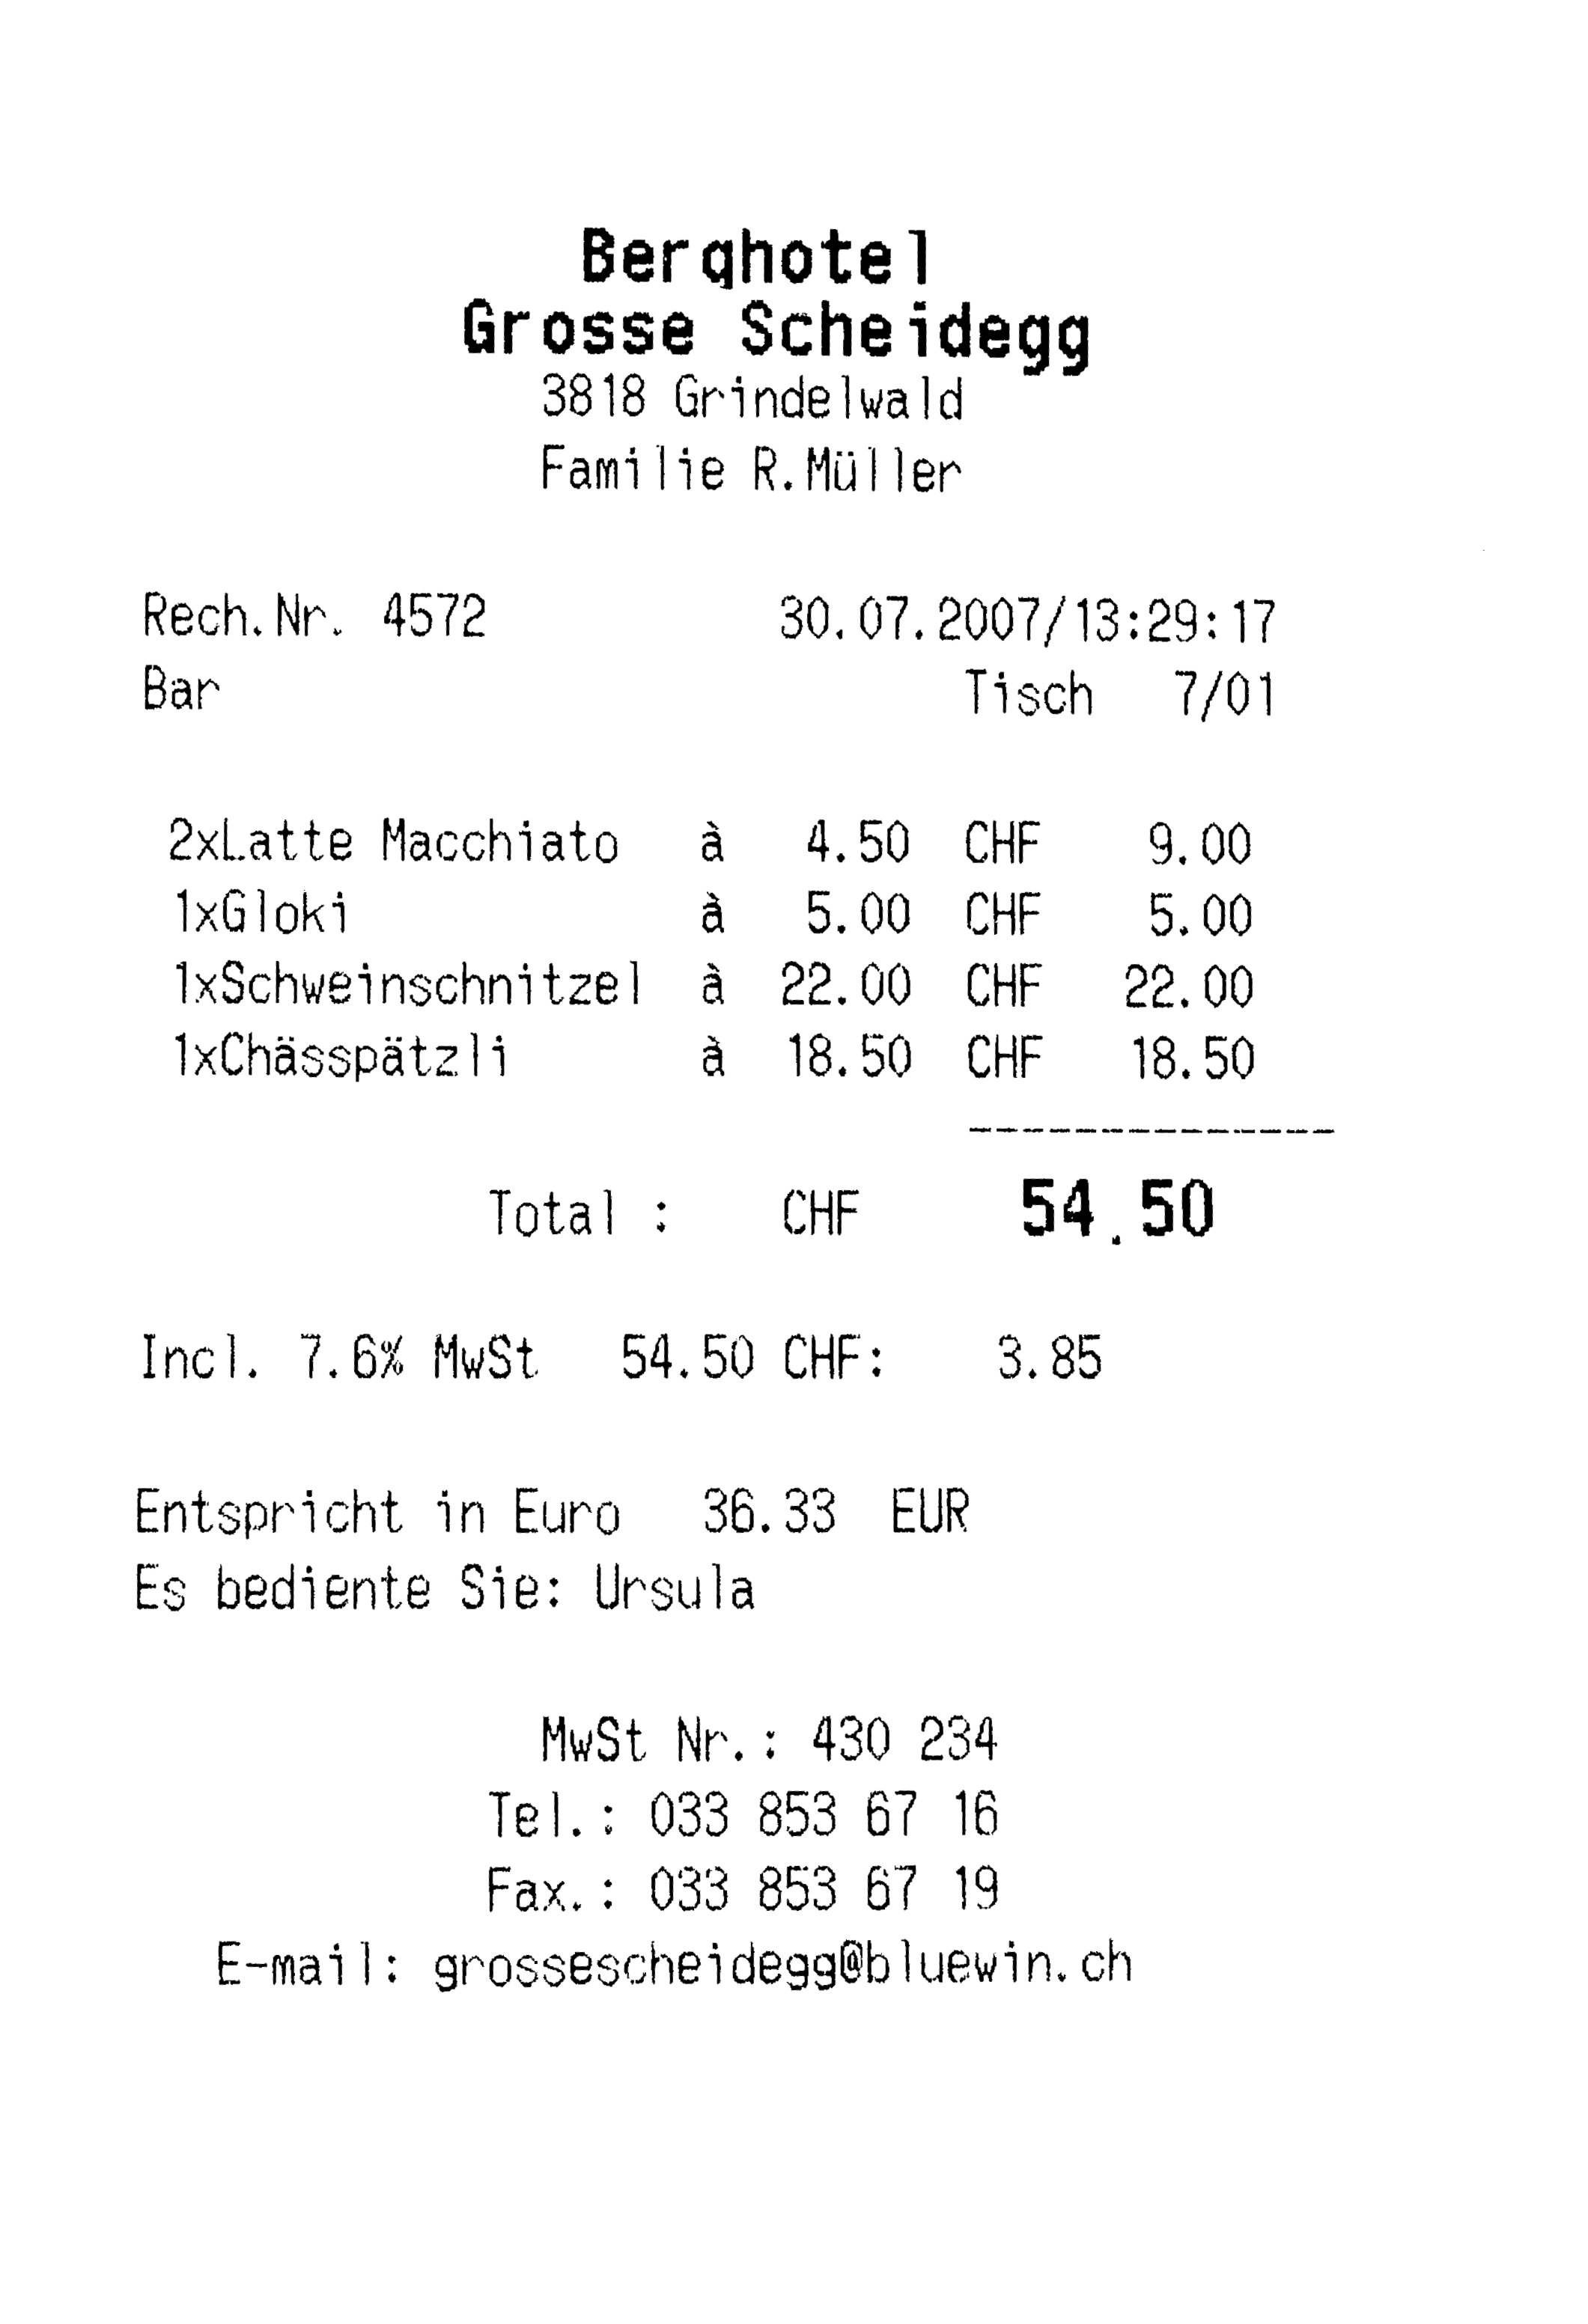 Berghotel
Grosse Scheidegg
3818 Grindelwald
Familie R.Müller
Rech.Nr. 4572 30.07.2007/13:29:17
Bar Tisch 7/01
2xLatte Macchiato à 4.50 CHF 9.00
1xGloki à 5.00 CHF 5.00
1xSchweinschnitzel à 22.00 CHF 22.00
1xChässpätzli à 18.50 CHF 18.50
Total : CHF 54.50
Incl. 7.6% MwSt 54.50 CHF: 3.85
Entspricht in Euro 36.33 EUR
Es bediente Sie: Ursula
MwSt Nr.: 430 234
Tel.: 033 853 67 16
Fax.: 033 853 67 19
E-mail: grossescheidegg@bluewin.ch